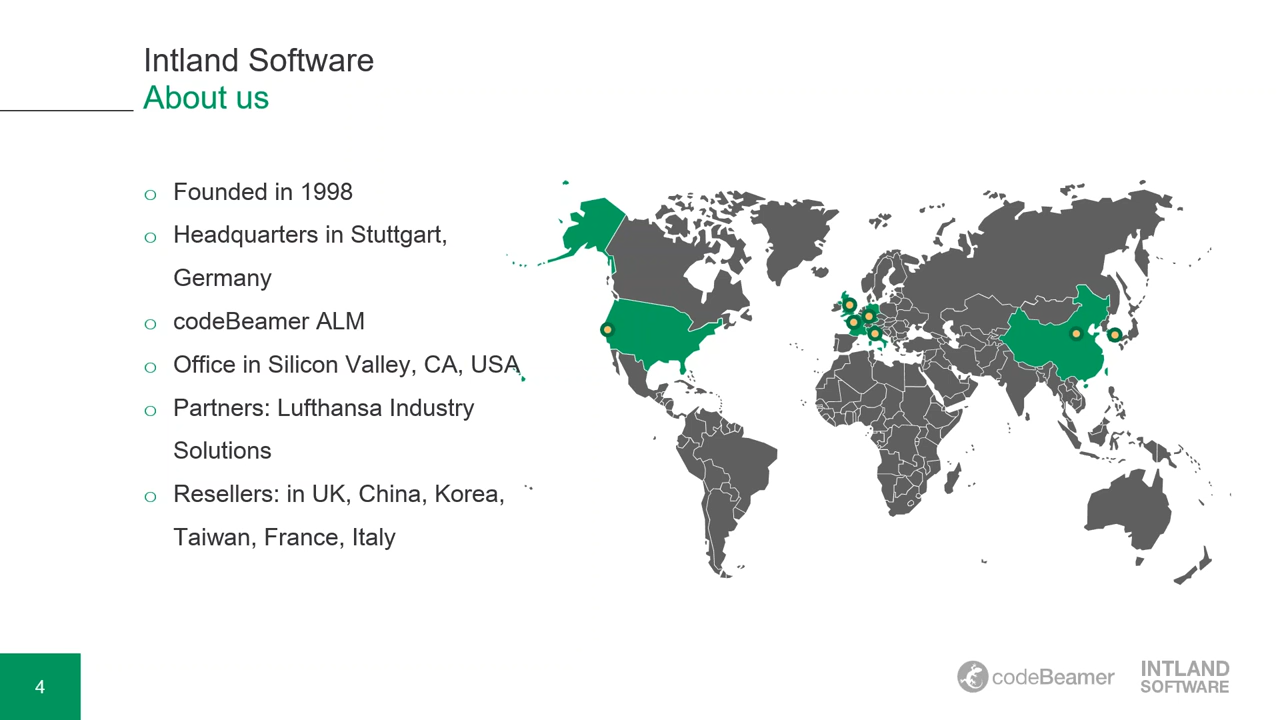 Intland Software
About us
o Founded in 1998
o Headquarters in Stuttgart,
Germany
o codeBeamer ALM
o Office in Silicon Valley, CA, USA
o Partners: Lufthansa Industry
Solutions
o Resellers: in UK, China, Korea,
Taiwan, France, Italy
4
codeBeamer
INTLAND
SOFTWARE